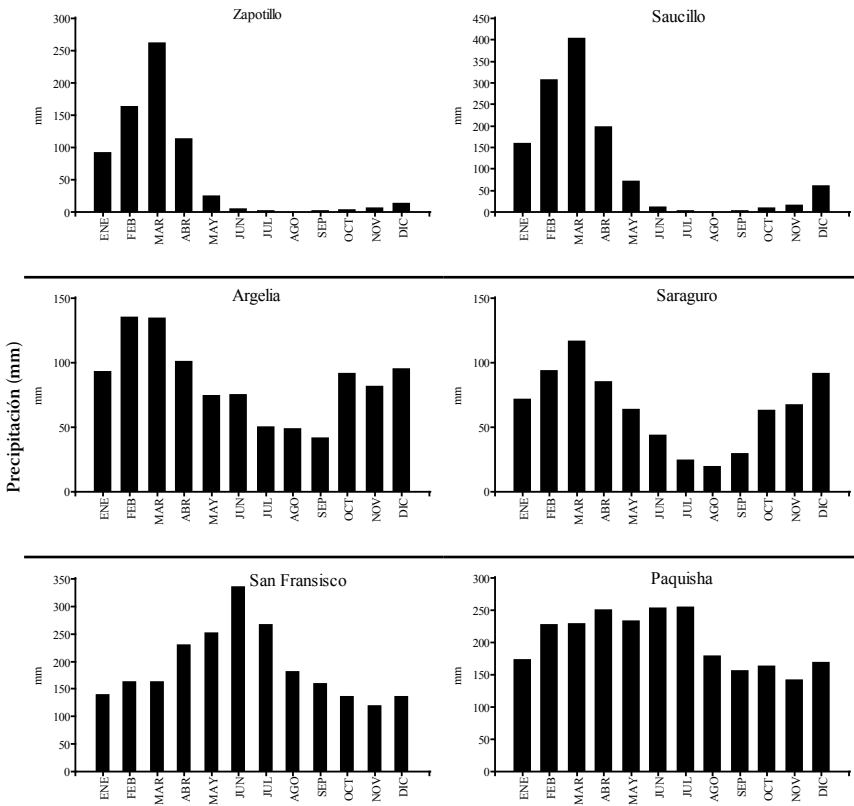 Precipitación (mm)
Zapotillo
mm
300
250
200
150
100
50
0
ENE FEB MAR ABR MAY JUN JUL AGO SEP OCT NOV DIC
Saucillo
mm
450
400
350
300
250
200
150
100
50
0
ENE FEB MAR ABR MAY JUN JUL AGO SEP OCT NOV DIC
Argelia
mm
150
100
50
0
ENE FEB MAR ABR MAY JUN JUL AGO SEP OCT NOV DIC
Saraguro
mm
150
100
50
0
ENE FEB MAR ABR MAY JUN JUL AGO SEP OCT NOV DIC
San Fransisco
mm
350
300
250
200
150
100
50
0
ENE FEB MAR ABR MAY JUN JUL AGO SEP OCT NOV DIC
Paquisha
mm
300
250
200
150
100
50
0
ENE FEB MAR ABR MAY JUN JUL AGO SEP OCT NOV DIC